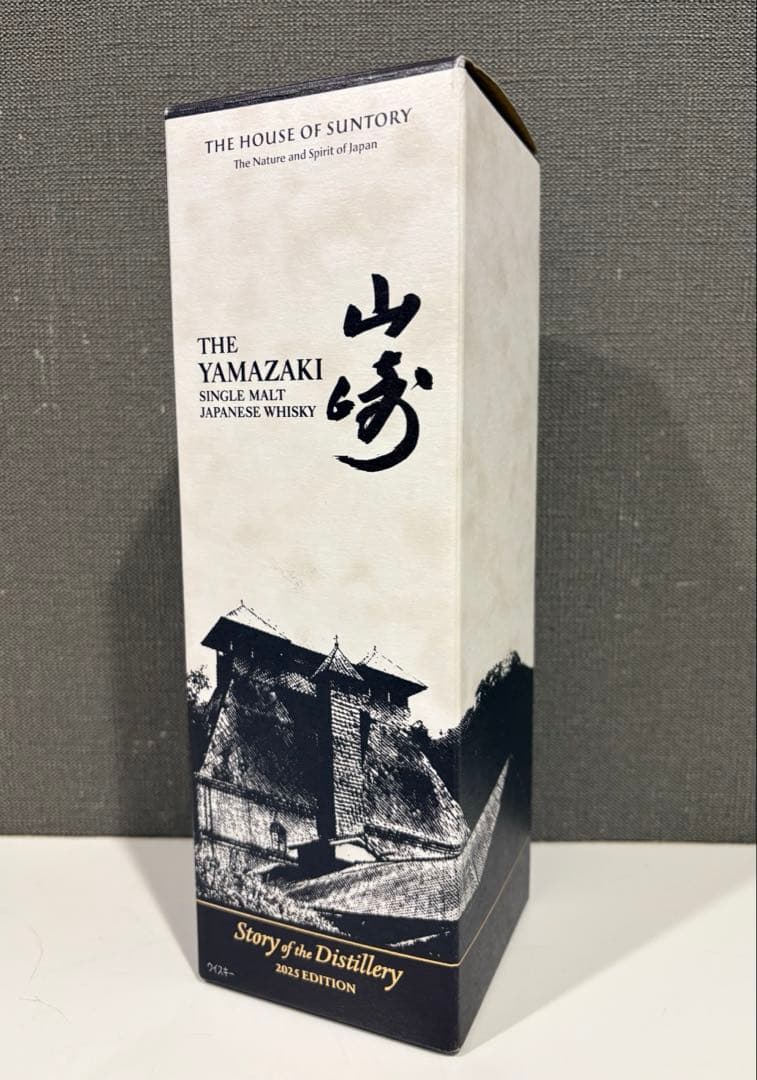 THE HOUSE OF SUNTORY
The Nature and Spirit of Japan
山崎
THE
YAMAZAKI
SINGLE MALT
JAPANESE WHISKY
Story of the Distillery
2025 EDITION
ウイスキー